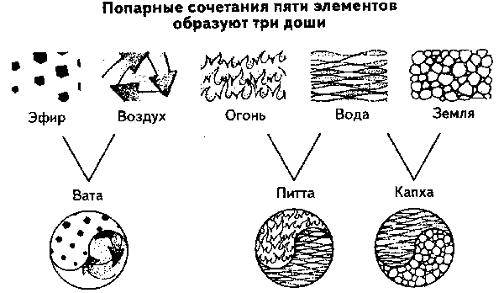 Попарные сочетания пяти элементов
образуют три доши
Эфир Воздух Огонь Вода Земля
Вата Питта Капха